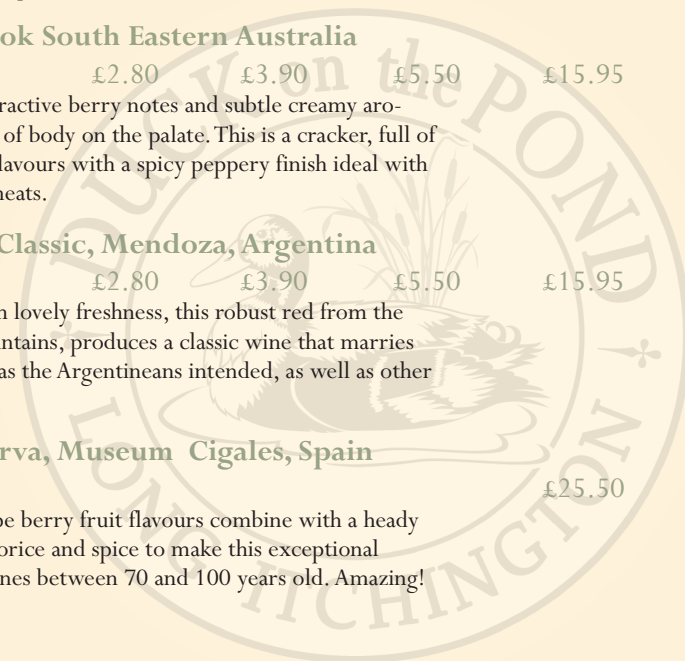 ok South Eastern Australia
£2.80 £3.90 £5.50 £15.95
ractive berry notes and subtle creamy aro-
of body on the palate. This is a cracker, full of
lavours with a spicy peppery finish ideal with
neats.
Classic, Mendoza, Argentina
£2.80 £3.90 £5.50 £15.95
n lovely freshness, this robust red from the
untains, produces a classic wine that marries
as the Argentineans intended, as well as other
rva, Museum Cigales, Spain
£25.50
pe berry fruit flavours combine with a heady
orice and spice to make this exceptional
nes between 70 and 100 years old. Amazing!
DUCK on the POND
LONG ITCHINGTON